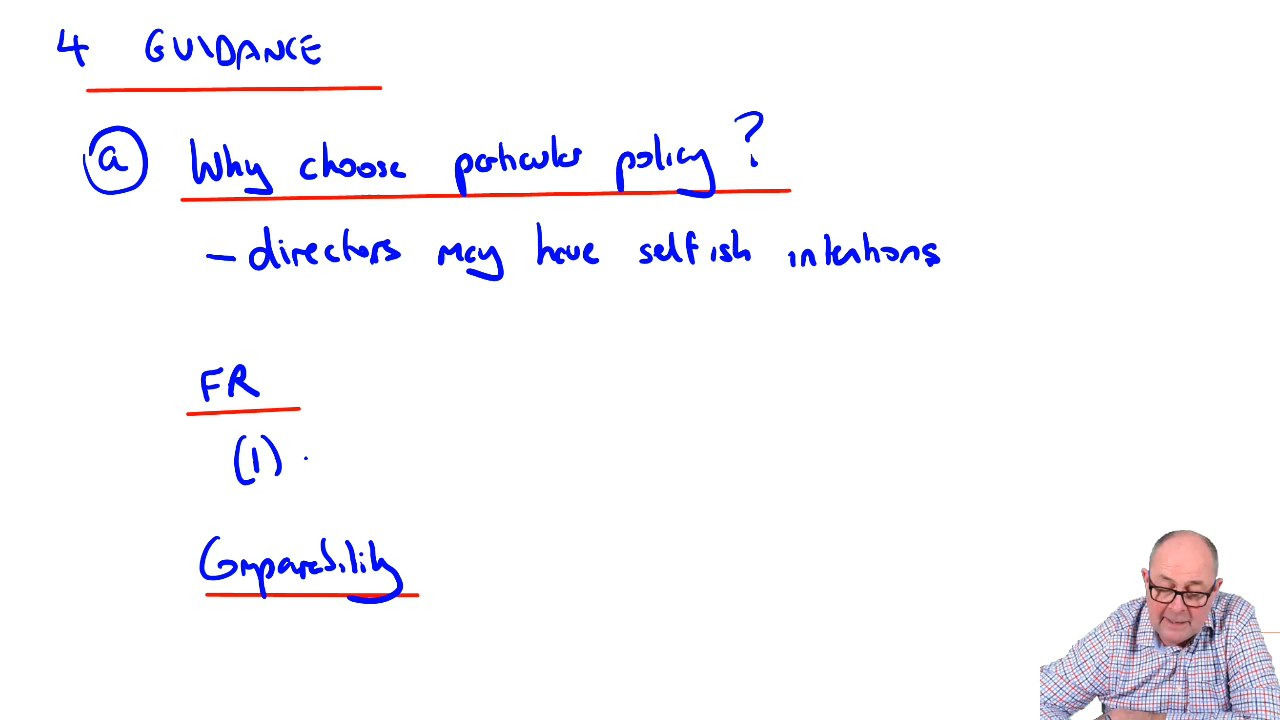 4 GUIDANCE
a Why choose particular policy?
- directors may have selfish intentions
FR
(1)
Comparability